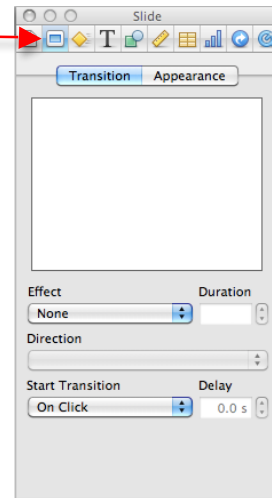 Slide
T
Transition Appearance
Effect Duration
None
Direction
Start Transition Delay
On Click 0.0 s